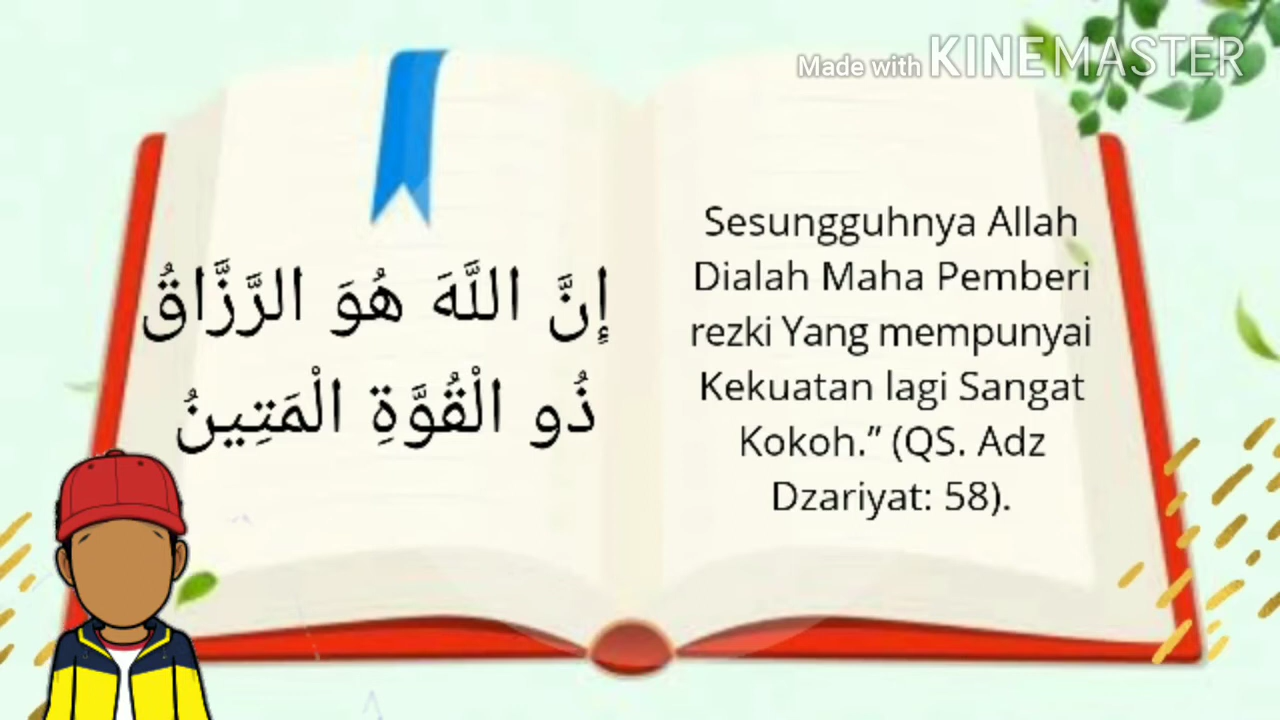 Made with KINEMASTER
إِنَّ اللَّهَ هُوَ الرَّزَّاقُ
ذُو الْقُوَّةِ الْمَتِينُ
Sesungguhnya Allah
Dialah Maha Pemberi
rezki Yang mempunyai
Kekuatan lagi Sangat
Kokoh.” (QS. Adz
Dzariyat: 58).